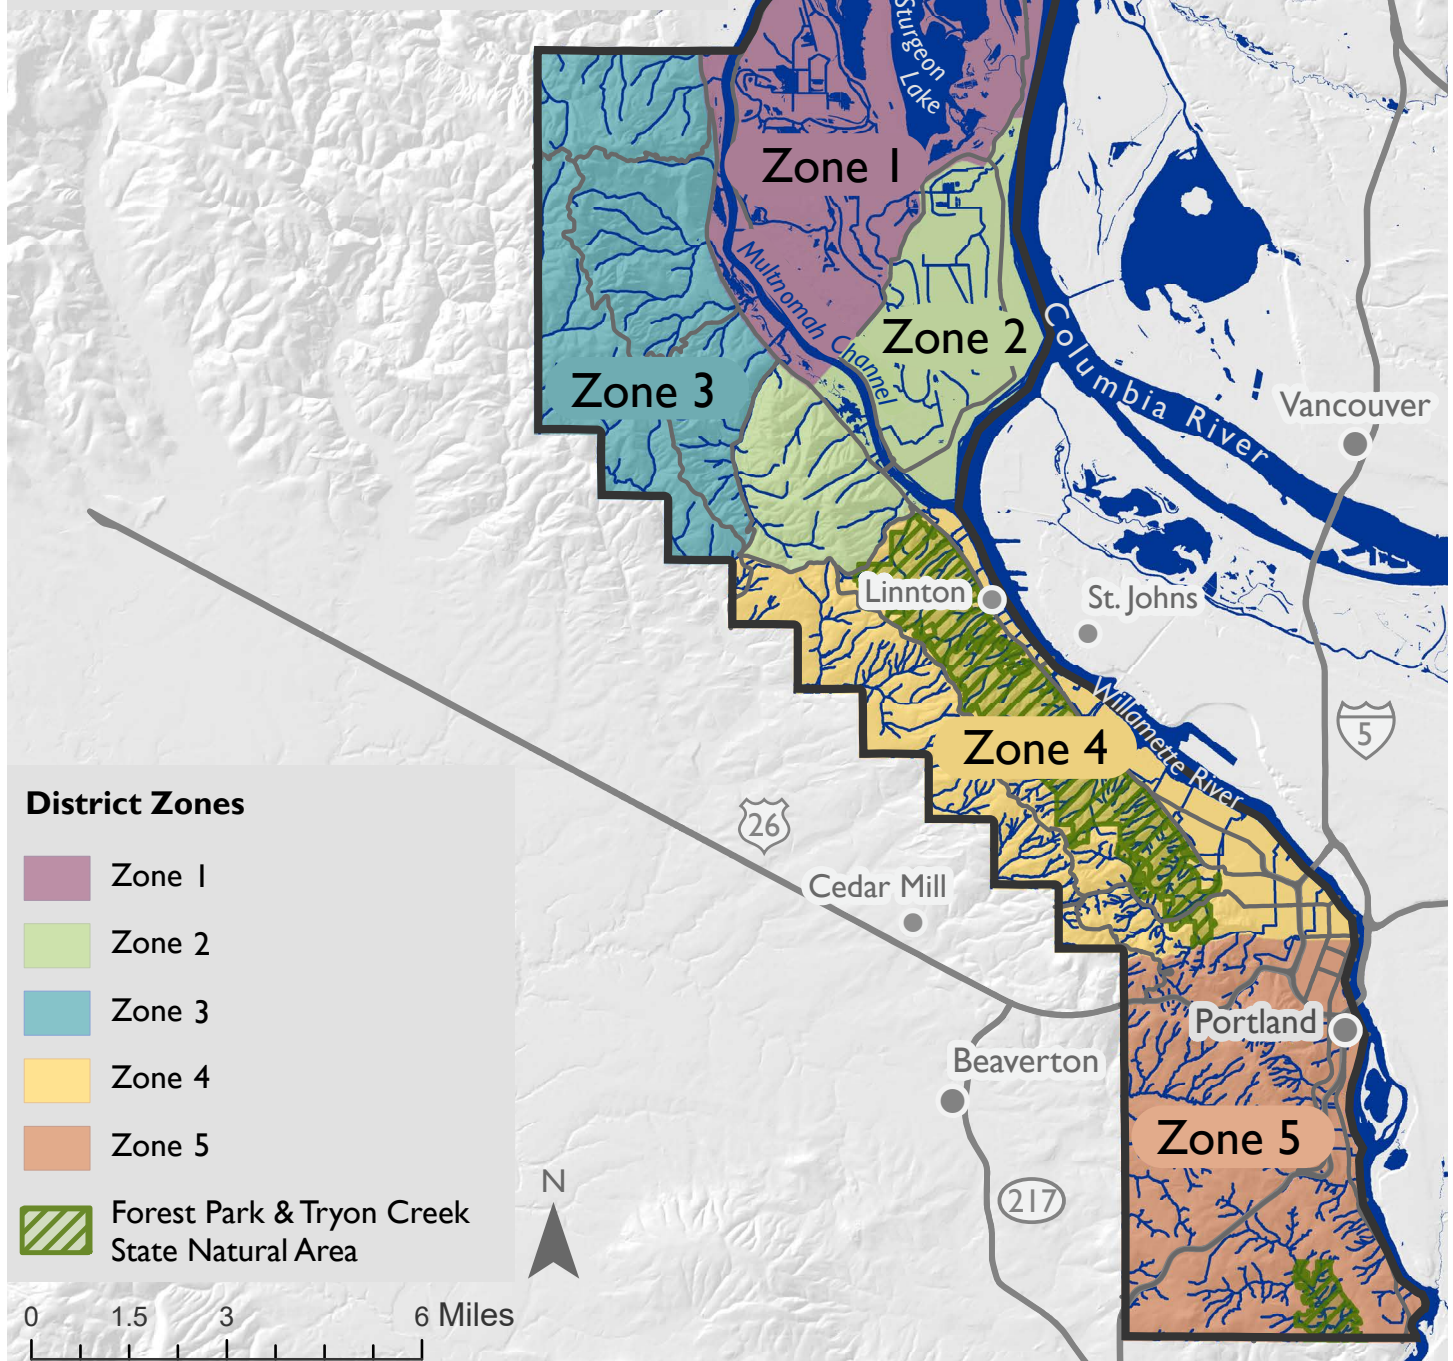 Sturgeon
Lake
Zone 1
Multnomah Channel
Zone 2
Columbia River
Zone 3
Vancouver
Linnton
St. Johns
Willamette River
Zone 4
5
26
Cedar Mill
Portland
Beaverton
Zone 5
217
District Zones
Zone 1
Zone 2
Zone 3
Zone 4
Zone 5
Forest Park & Tryon Creek
State Natural Area
N
0 1.5 3 6 Miles